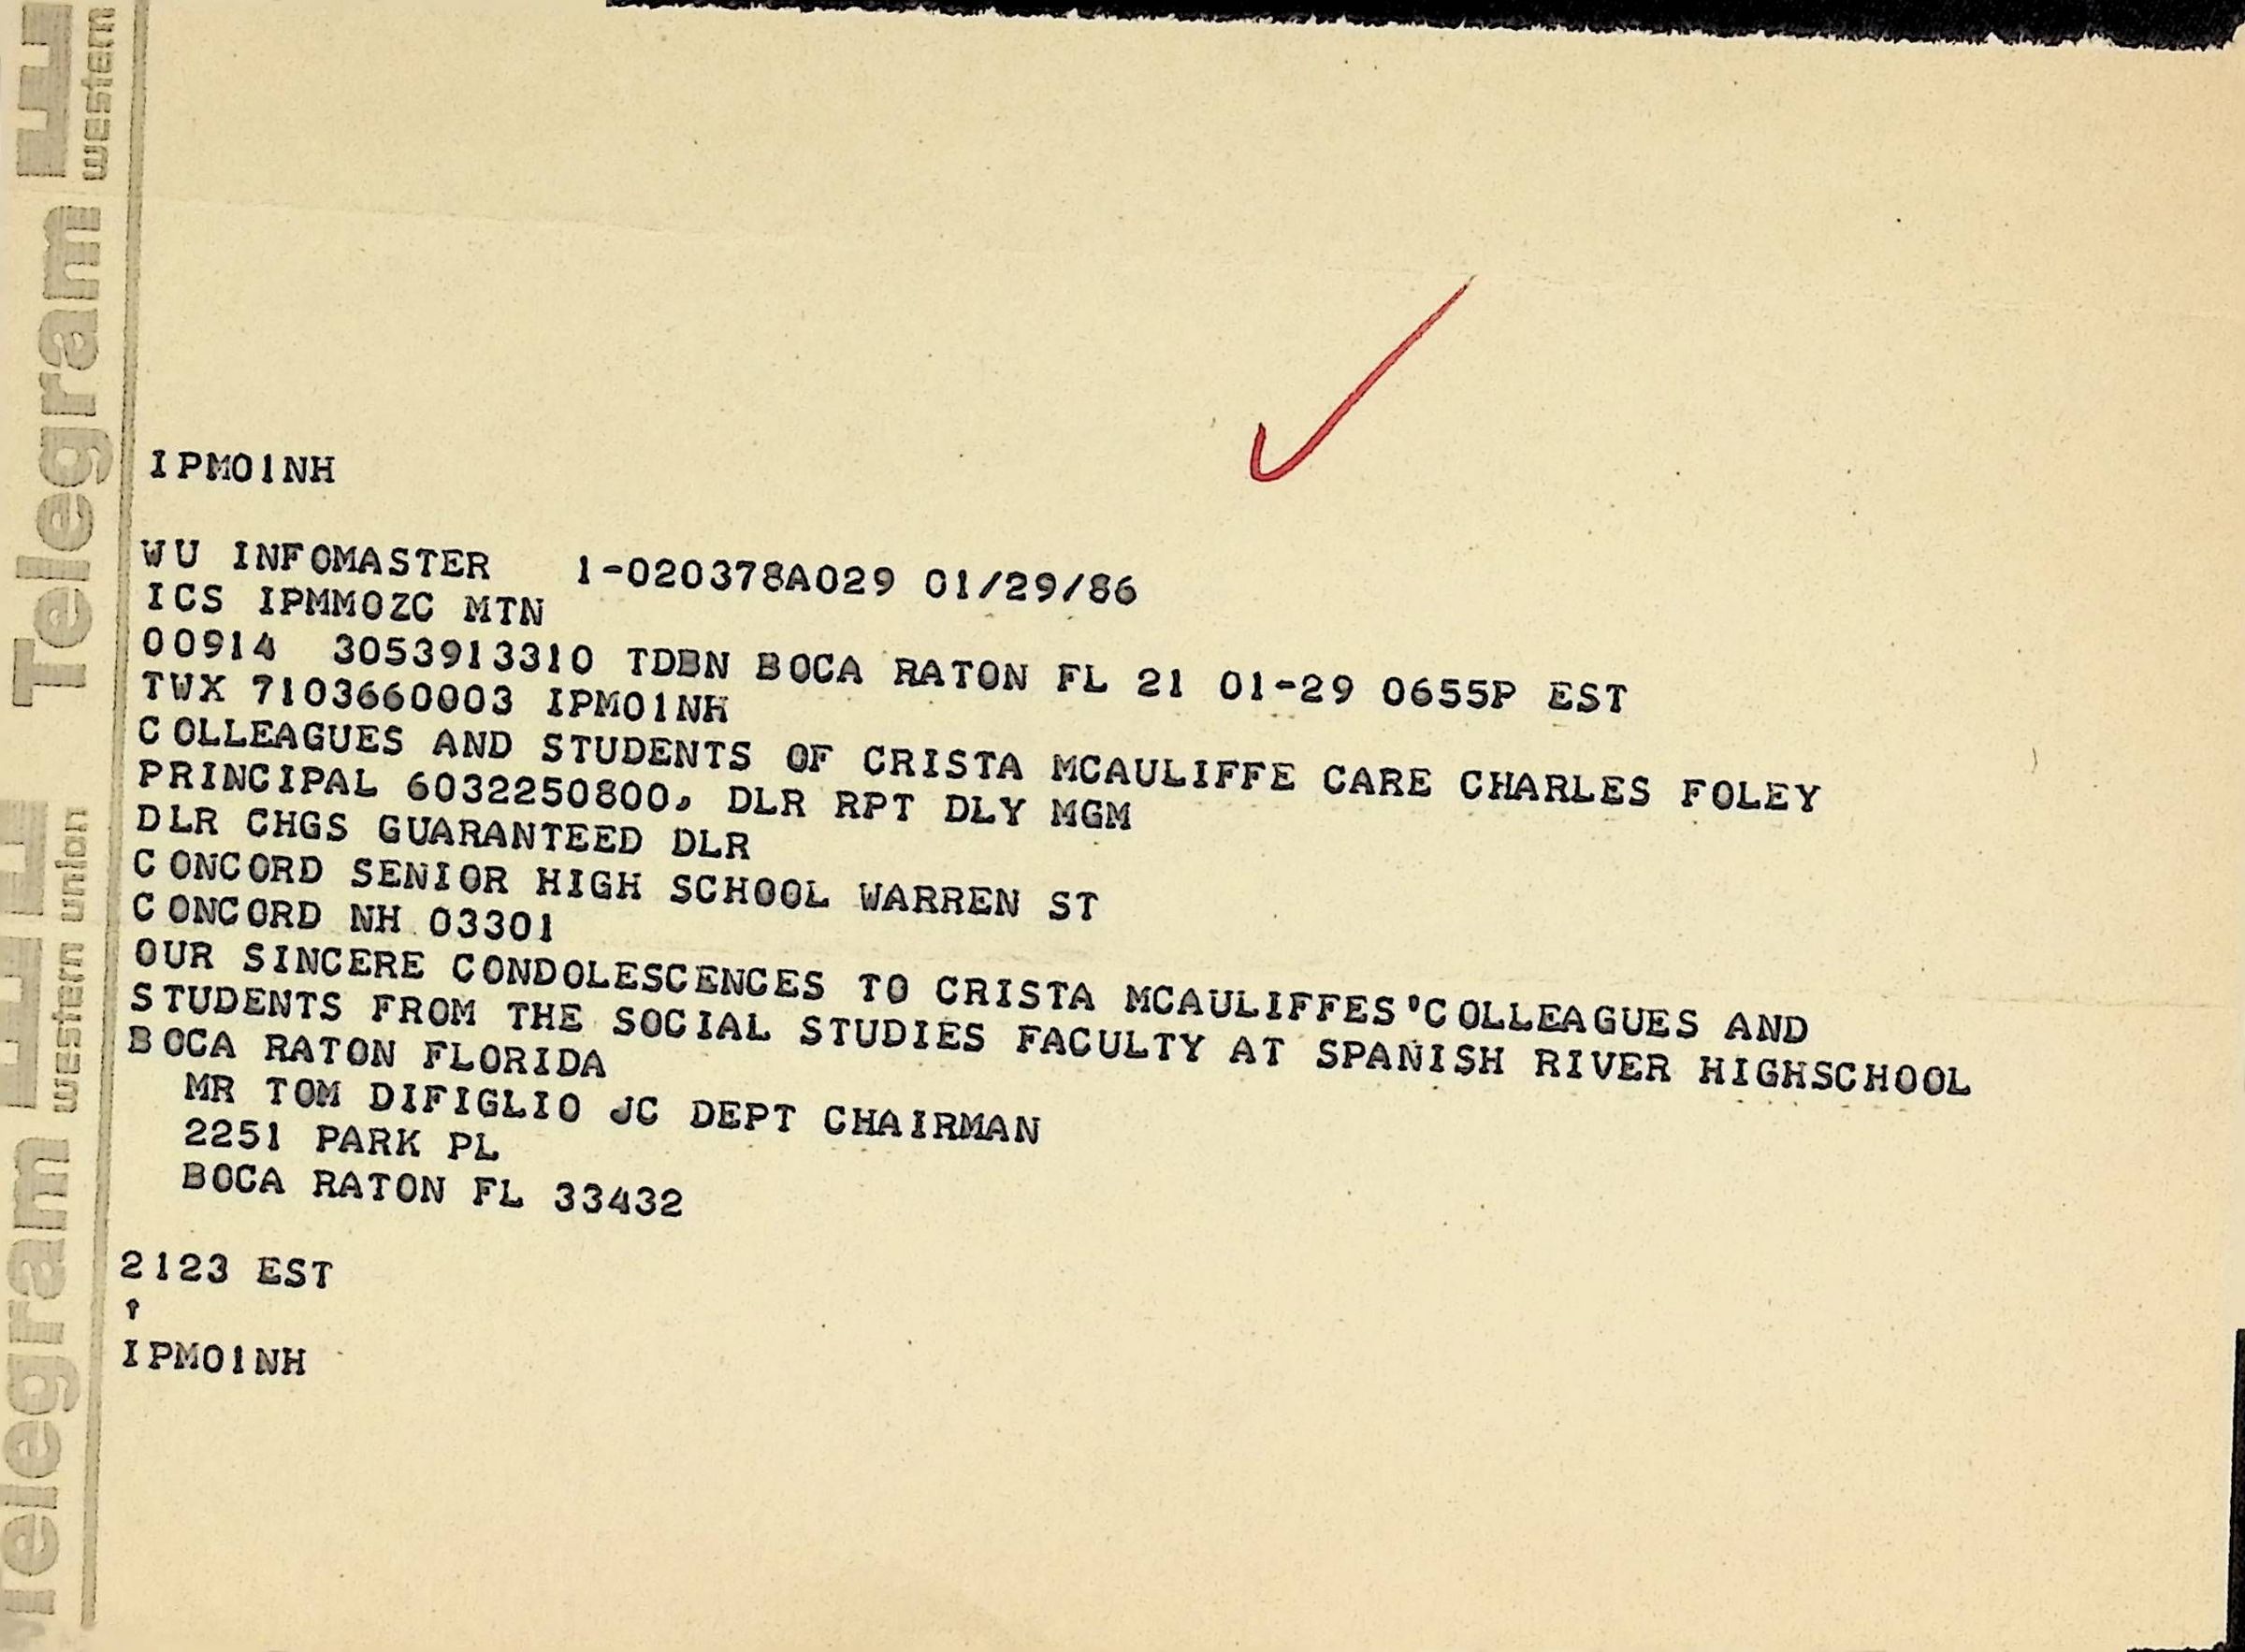 western
Telegram
western union
Telegram
IPM01NH
WU INFOMASTER 1-020378A029 01/29/86
ICS IPMMOZC MTN
00914 3053913310 TDBN BOCA RATON FL 21 01-29 0655P EST
TWX 7103660003 IPM01NH
COLLEAGUES AND STUDENTS OF CRISTA MCAULIFFE CARE CHARLES FOLEY
PRINCIPAL 6032250800, DLR RPT DLY MGM
DLR CHGS GUARANTEED DLR
CONCORD SENIOR HIGH SCHOOL WARREN ST
CONCORD NH 03301
OUR SINCERE CONDOLESCENCES TO CRISTA MCAULIFFES'COLLEAGUES AND
STUDENTS FROM THE SOCIAL STUDIES FACULTY AT SPANISH RIVER HIGHSCHOOL
BOCA RATON FLORIDA
MR TOM DIFIGLIO JC DEPT CHAIRMAN
2251 PARK PL
BOCA RATON FL 33432
2123 EST
IPM01NH